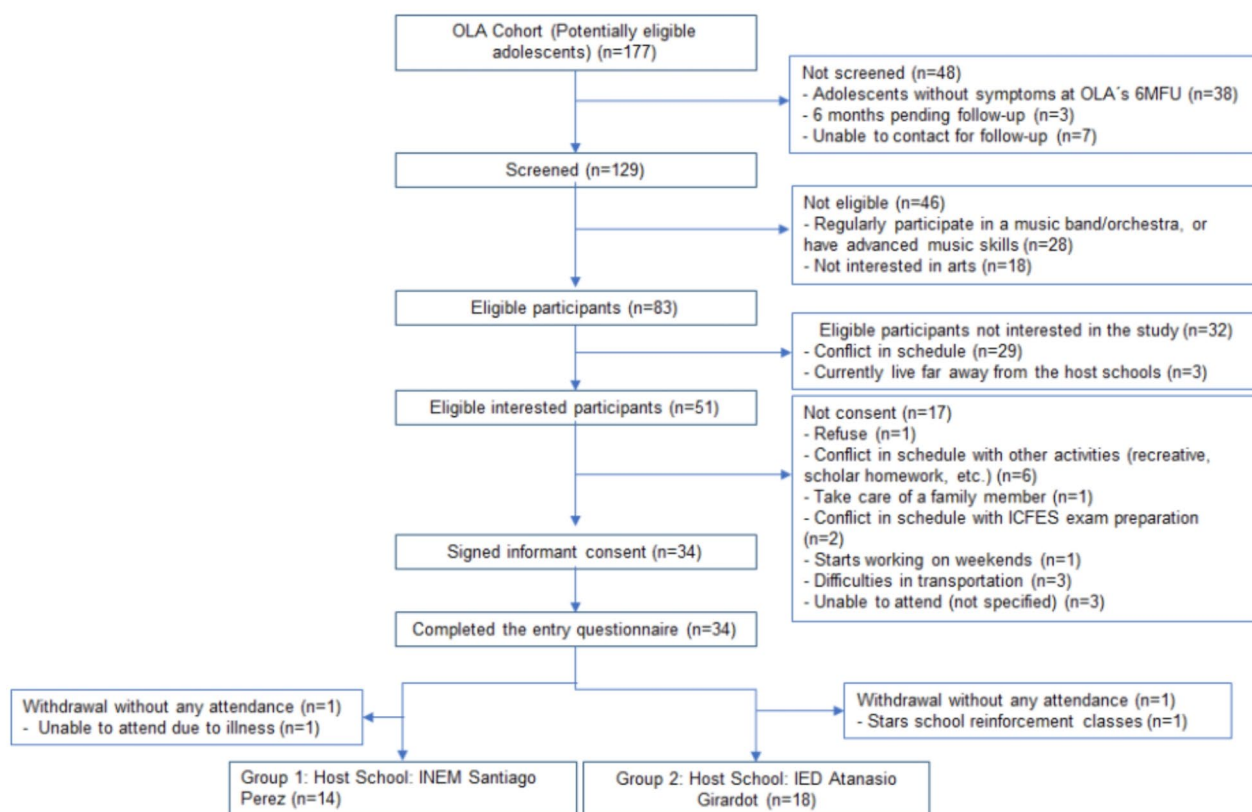 OLA Cohort (Potentially eligible
adolescents) (n=177)
Not screened (n=48)
- Adolescents without symptoms at OLA´s 6MFU (n=38)
- 6 months pending follow-up (n=3)
- Unable to contact for follow-up (n=7)
Screened (n=129)
Not eligible (n=46)
- Regularly participate in a music band/orchestra, or
have advanced music skills (n=28)
- Not interested in arts (n=18)
Eligible participants (n=83)
Eligible participants not interested in the study (n=32)
- Conflict in schedule (n=29)
- Currently live far away from the host schools (n=3)
Eligible interested participants (n=51)
Not consent (n=17)
- Refuse (n=1)
- Conflict in schedule with other activities (recreative,
scholar homework, etc.) (n=6)
- Take care of a family member (n=1)
- Conflict in schedule with ICFES exam preparation
(n=2)
- Starts working on weekends (n=1)
- Difficulties in transportation (n=3)
- Unable to attend (not specified) (n=3)
Signed informant consent (n=34)
Completed the entry questionnaire (n=34)
Withdrawal without any attendance (n=1)
- Unable to attend due to illness (n=1)
Withdrawal without any attendance (n=1)
- Stars school reinforcement classes (n=1)
Group 1: Host School: INEM Santiago
Perez (n=14)
Group 2: Host School: IED Atanasio
Girardot (n=18)